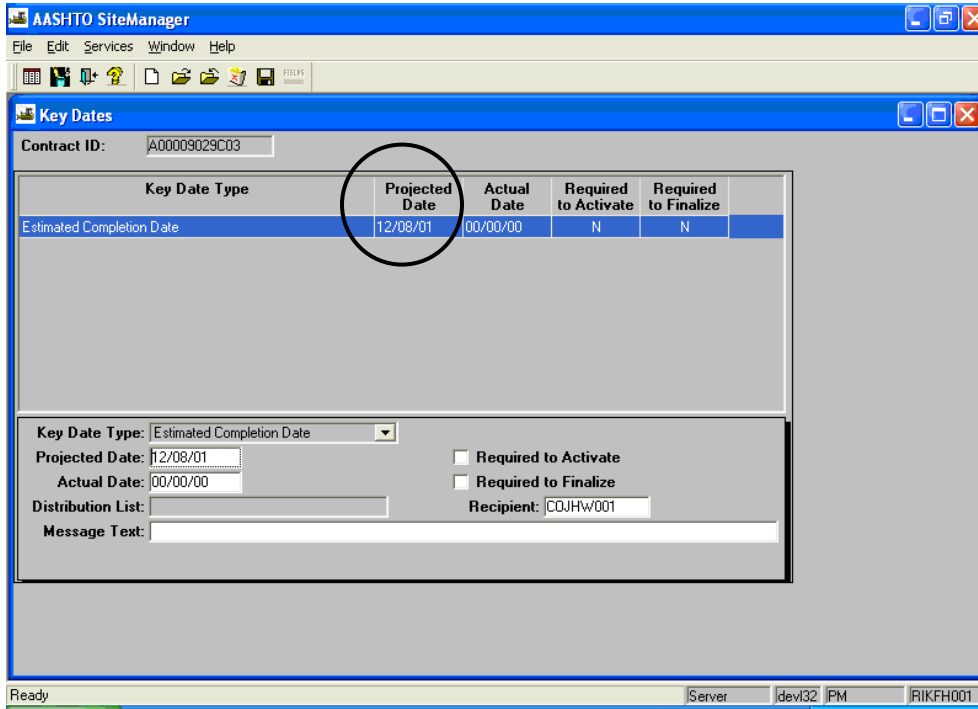 AASHTO SiteManager
File Edit Services Window Help
FIELDS
Key Dates
Contract ID: A00009029C03
Key Date Type Projected Date Actual Date Required to Activate Required to Finalize
Estimated Completion Date 12/08/01 00/00/00 N N
Key Date Type: Estimated Completion Date
Projected Date: 12/08/01 Required to Activate
Actual Date: 00/00/00 Required to Finalize
Distribution List: Recipient: COJHW001
Message Text:
Ready Server devl32 PM RIKFH001